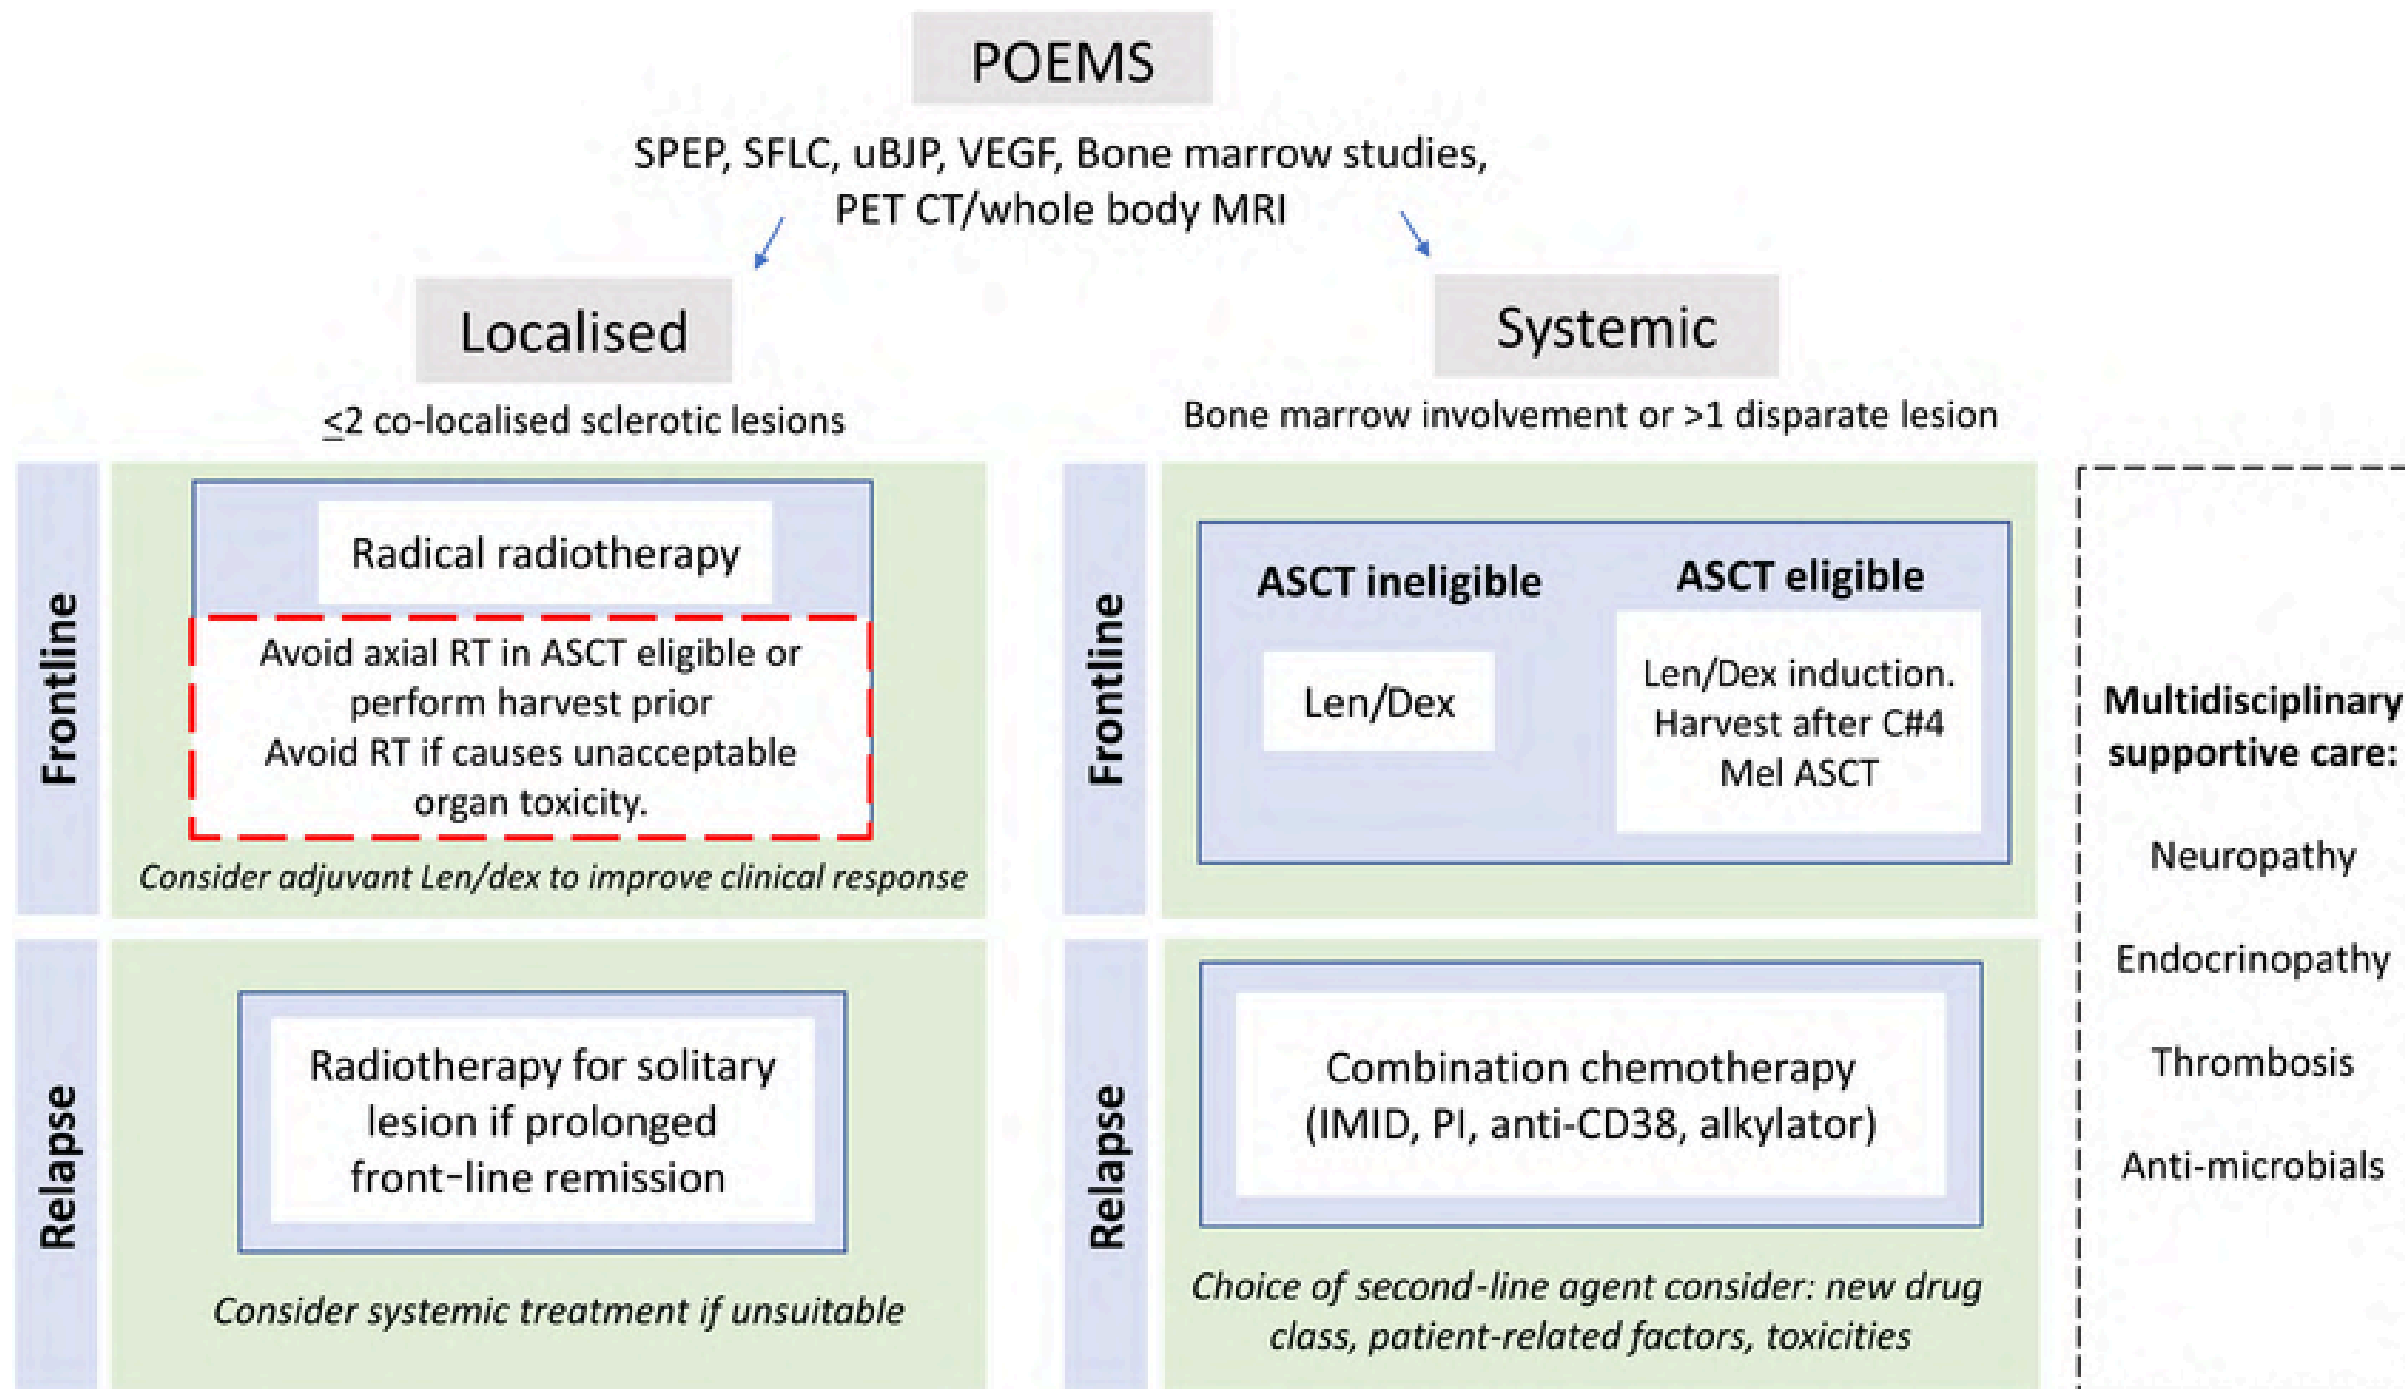 POEMS
SPEP, SFLC, uBJP, VEGF, Bone marrow studies,
PET CT/whole body MRI
Localised
≤2 co-localised sclerotic lesions
Frontline
Radical radiotherapy
Avoid axial RT in ASCT eligible or
perform harvest prior
Avoid RT if causes unacceptable
organ toxicity.
Consider adjuvant Len/dex to improve clinical response
Relapse
Radiotherapy for solitary
lesion if prolonged
front-line remission
Consider systemic treatment if unsuitable
Systemic
Bone marrow involvement or >1 disparate lesion
Frontline
ASCT ineligible
Len/Dex
ASCT eligible
Len/Dex induction.
Harvest after C#4
Mel ASCT
Relapse
Combination chemotherapy
(IMID, PI, anti-CD38, alkylator)
Choice of second-line agent consider: new drug
class, patient-related factors, toxicities
Multidisciplinary
supportive care:
Neuropathy
Endocrinopathy
Thrombosis
Anti-microbials